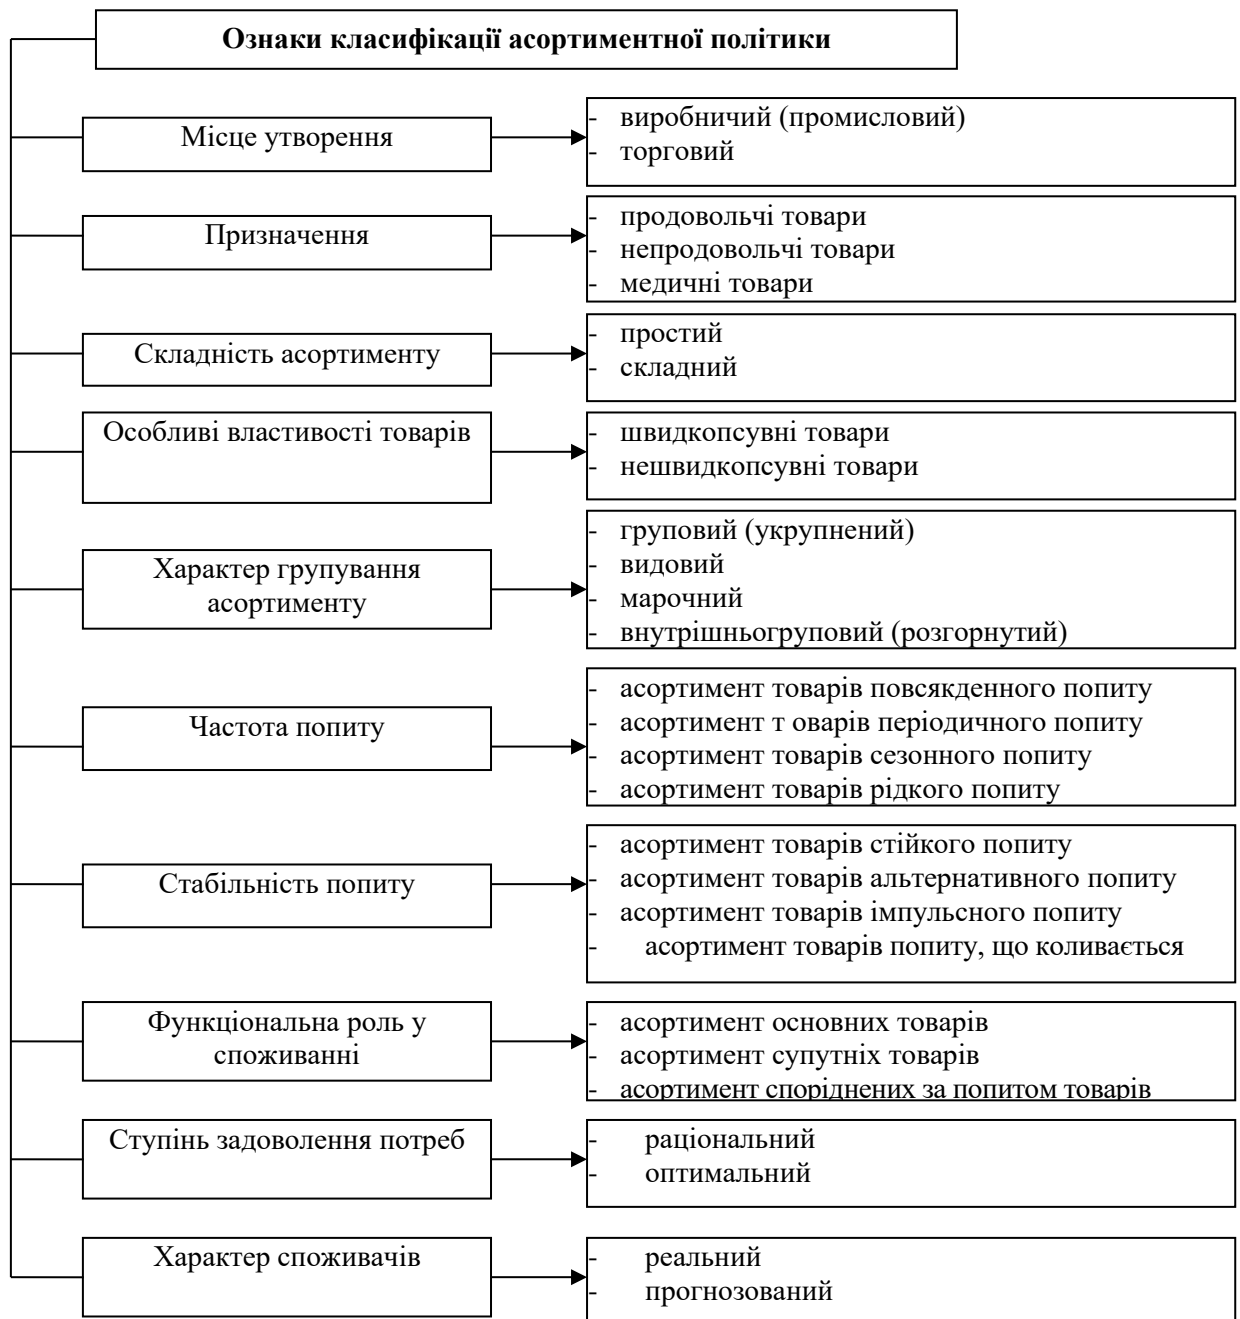 Ознаки класифікації асортиментної політики
Місце утворення
- виробничий (промисловий)
- торговий
Призначення
- продовольчі товари
- непродовольчі товари
- медичні товари
Складність асортименту
- простий
- складний
Особливі властивості товарів
- швидкопсувні товари
- нешвидкопсувні товари
Характер групування
асортименту
- груповий (укрупнений)
- видовий
- марочний
- внутрішньогруповий (розгорнутий)
Частота попиту
- асортимент товарів повсякденного попиту
- асортимент т оварів періодичного попиту
- асортимент товарів сезонного попиту
- асортимент товарів рідкого попиту
Стабільність попиту
- асортимент товарів стійкого попиту
- асортимент товарів альтернативного попиту
- асортимент товарів імпульсного попиту
- асортимент товарів попиту, що коливається
Функціональна роль у
споживанні
- асортимент основних товарів
- асортимент супутніх товарів
- асортимент споріднених за попитом товарів
Ступінь задоволення потреб
- раціональний
- оптимальний
Характер споживачів
- реальний
- прогнозований